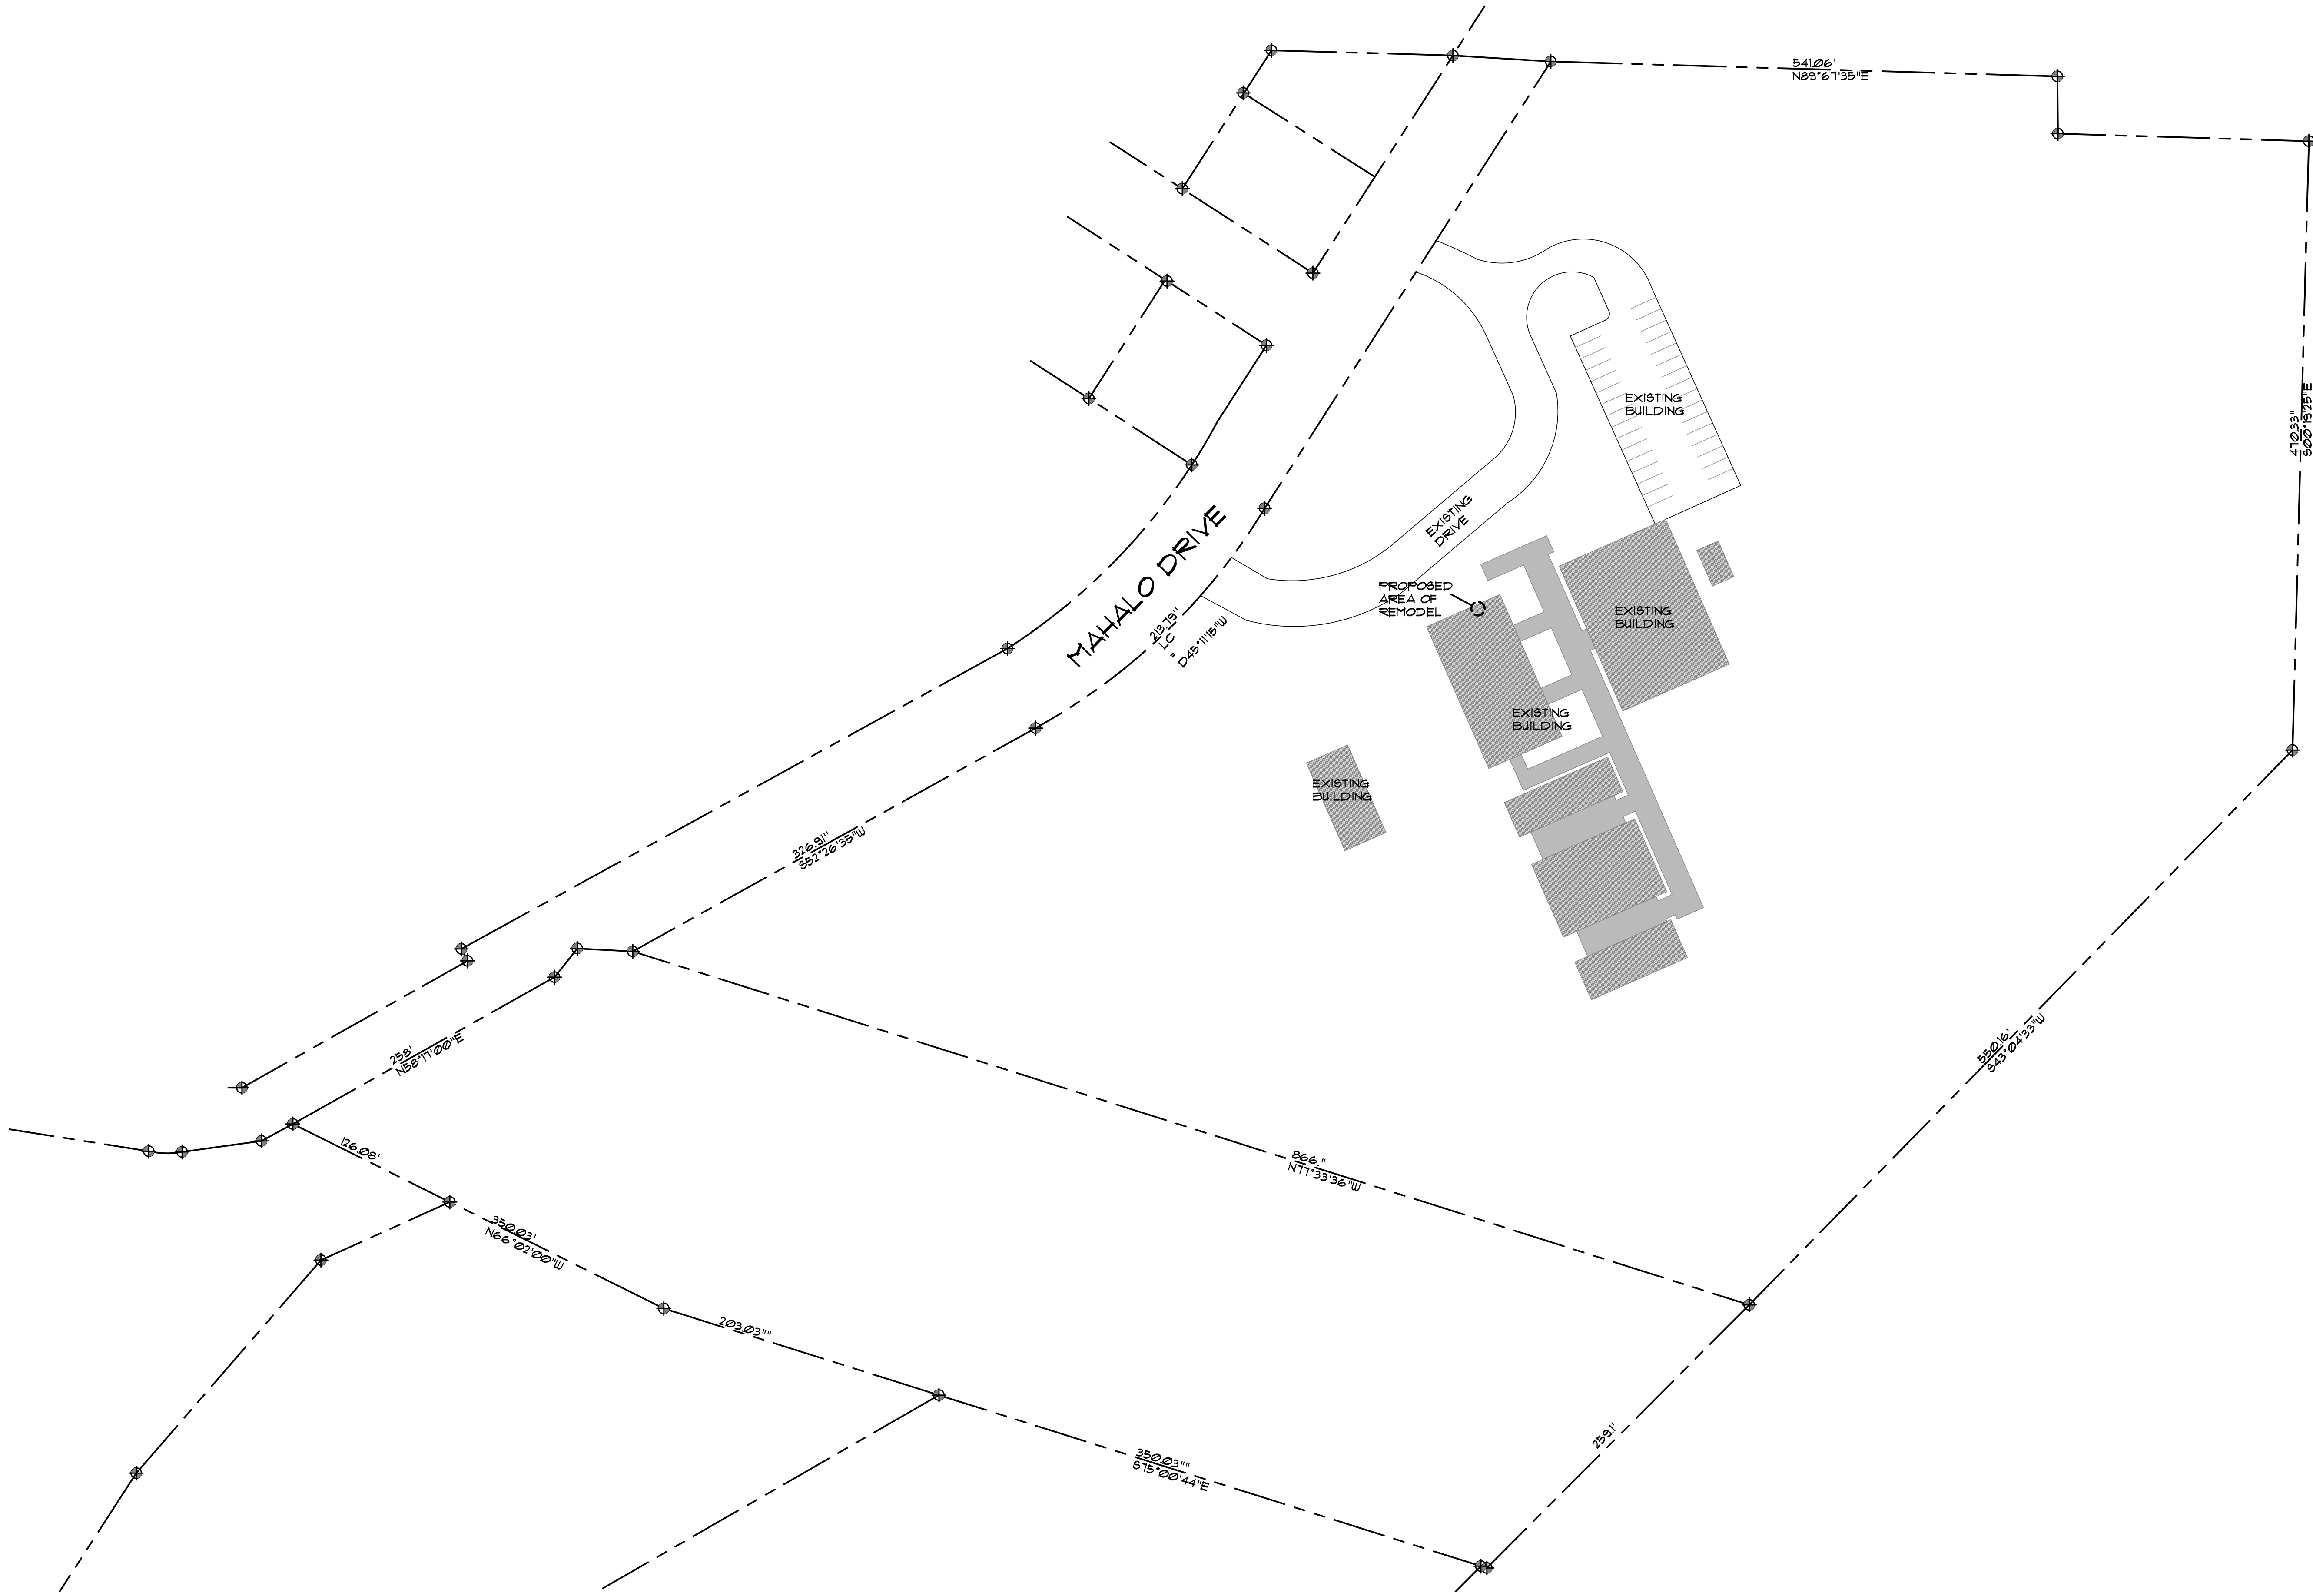 541.06'
N89°67'35"E
470.33"
S00°19'25"E
EXISTING
BUILDING
EXISTING
DRIVE
MAHALO DRIVE
PROPOSED
AREA OF
REMODEL
EXISTING
BUILDING
213.79"
LC
" D45°11'15"W
EXISTING
BUILDING
EXISTING
BUILDING
326.91"
S52°26'35"W
258'
N58°17'00"E
550.16'
S43°04'33"W
126.08'
866."
N77°33'36"W
350.03'
N66°02'00"W
203.03""
259.1'
350.03""
S75°00'44"E